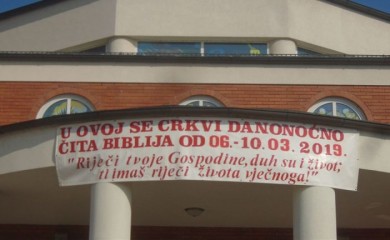 U OVOJ SE CRKVI DANONOĆNO
ČITA BIBLIJA OD 06.-10.03.2019.
"Riječi tvoje Gospodine, duh su i život;
ti imaš riječi života vječnoga!"